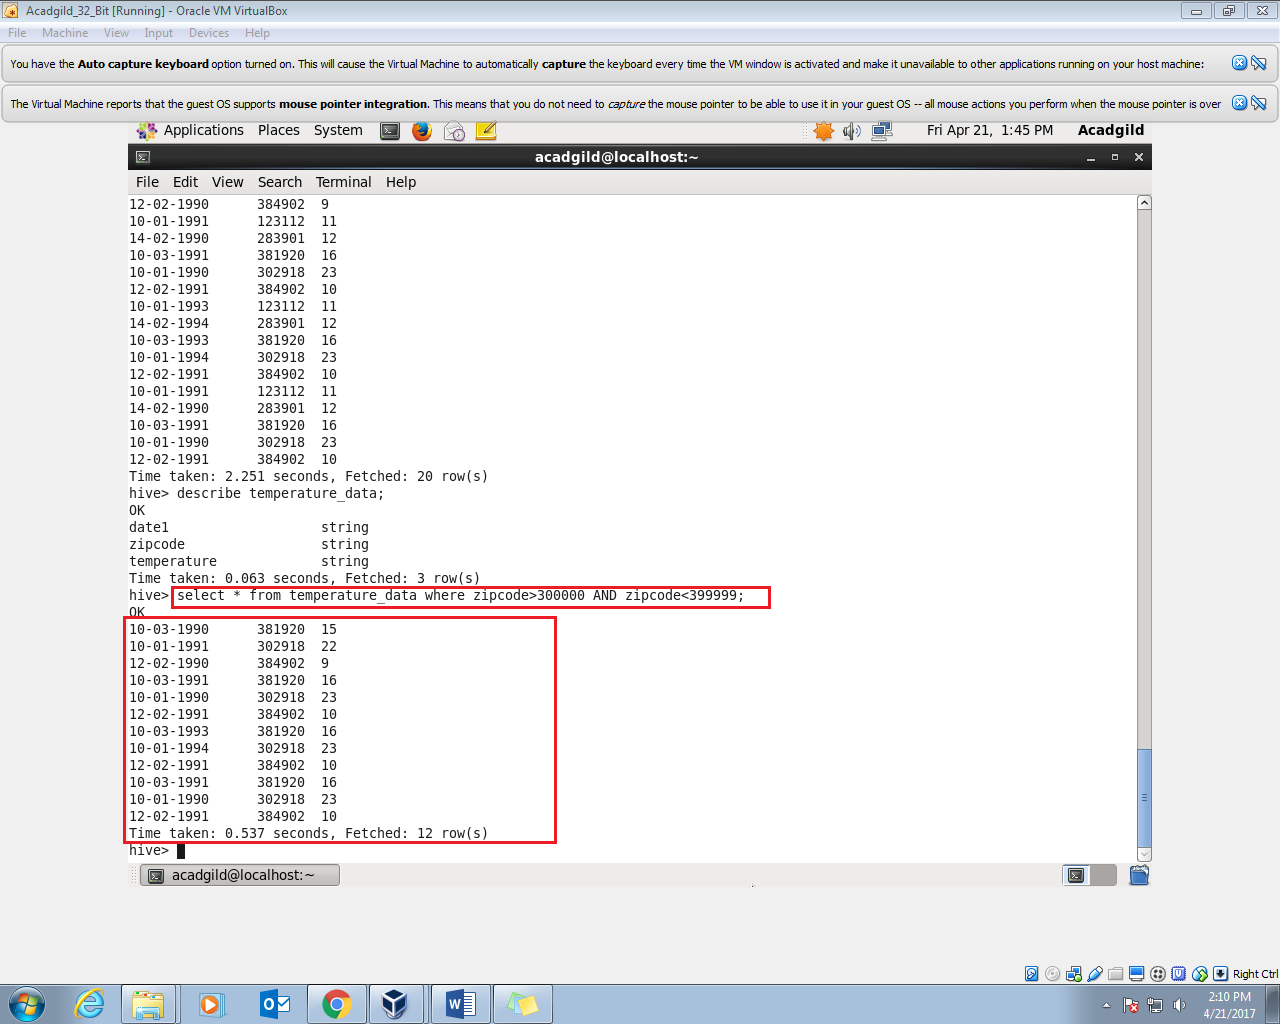 Acadgild_32_Bit [Running] - Oracle VM VirtualBox
File Machine View Input Devices Help
You have the Auto capture keyboard option turned on. This will cause the Virtual Machine to automatically capture the keyboard every time the VM window is activated and make it unavailable to other applications running on your host machine:
The Virtual Machine reports that the guest OS supports mouse pointer integration. This means that you do not need to capture the mouse pointer to be able to use it in your guest OS -- all mouse actions you perform when the mouse pointer is over
Applications Places System Fri Apr 21, 1:45 PM Acadgild
acadgild@localhost:~
File Edit View Search Terminal Help
12-02-1990 384902 9
10-01-1991 123112 11
14-02-1990 283901 12
10-03-1991 381920 16
10-01-1990 302918 23
12-02-1991 384902 10
10-01-1993 123112 11
14-02-1994 283901 12
10-03-1993 381920 16
10-01-1994 302918 23
12-02-1991 384902 10
10-01-1991 123112 11
14-02-1990 283901 12
10-03-1991 381920 16
10-01-1990 302918 23
12-02-1991 384902 10
Time taken: 2.251 seconds, Fetched: 20 row(s)
hive> describe temperature_data;
OK
date1 string
zipcode string
temperature string
Time taken: 0.063 seconds, Fetched: 3 row(s)
hive> select * from temperature_data where zipcode>300000 AND zipcode<399999;
OK
10-03-1990 381920 15
10-01-1991 302918 22
12-02-1990 384902 9
10-03-1991 381920 16
10-01-1990 302918 23
12-02-1991 384902 10
10-03-1993 381920 16
10-01-1994 302918 23
12-02-1991 384902 10
10-03-1991 381920 16
10-01-1990 302918 23
12-02-1991 384902 10
Time taken: 0.537 seconds, Fetched: 12 row(s)
hive>
acadgild@localhost:~
Right Ctrl
2:10 PM
4/21/2017